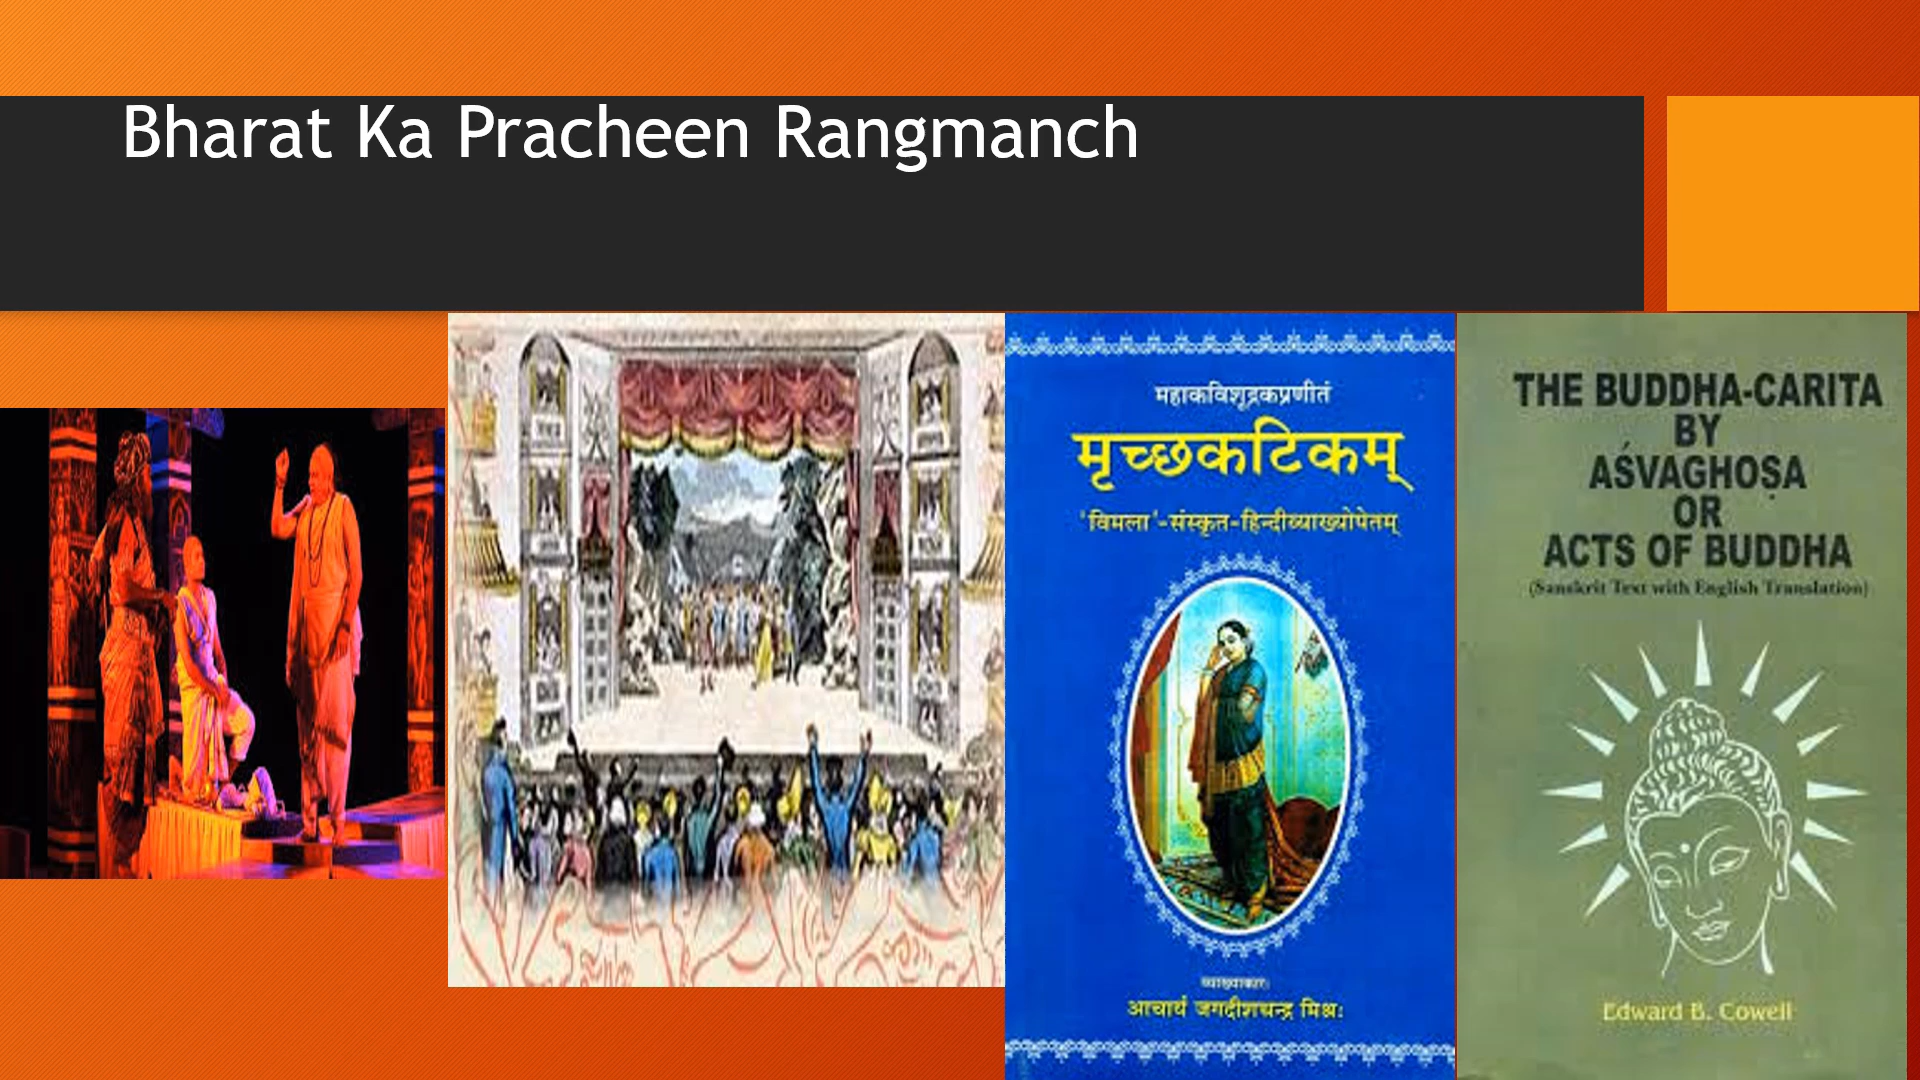 Bharat Ka Pracheen Rangmanch
महाकविशूद्रकप्रणीतं
मृच्छकटिकम्
'विमला'-संस्कृत-हिन्दीव्याख्योपेतम्
व्याख्याकारः
आचार्य जगदीशचन्द्र मिश्रः
THE BUDDHA-CARITA
BY
AŚVAGHOṢA
OR
ACTS OF BUDDHA
(Sanskrit Text with English Translation)
Edward B. Cowell